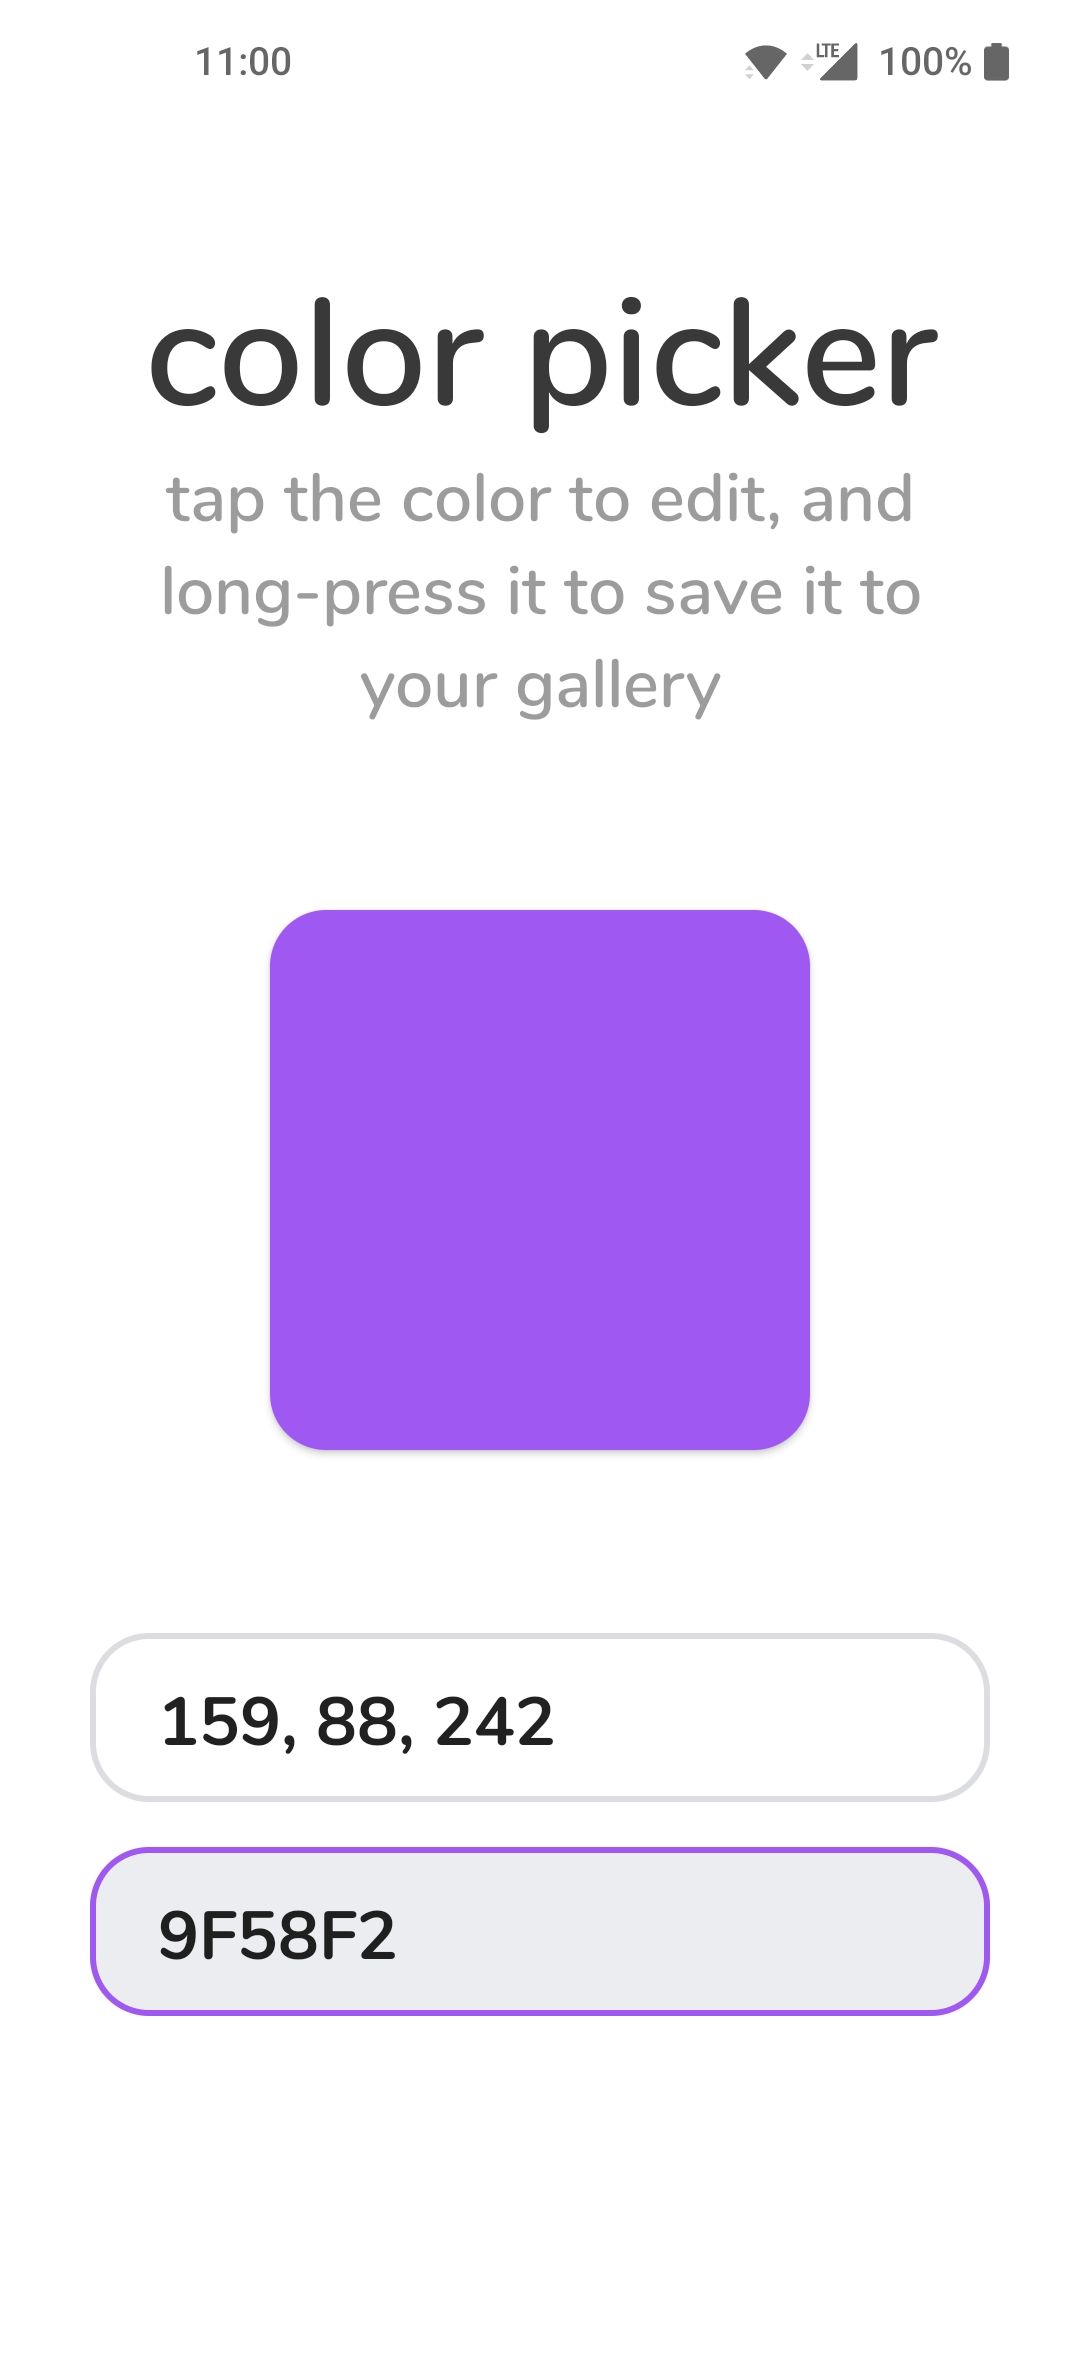 11:00 LTE 100%
color picker
tap the color to edit, and
long-press it to save it to
your gallery
159, 88, 242
9F58F2